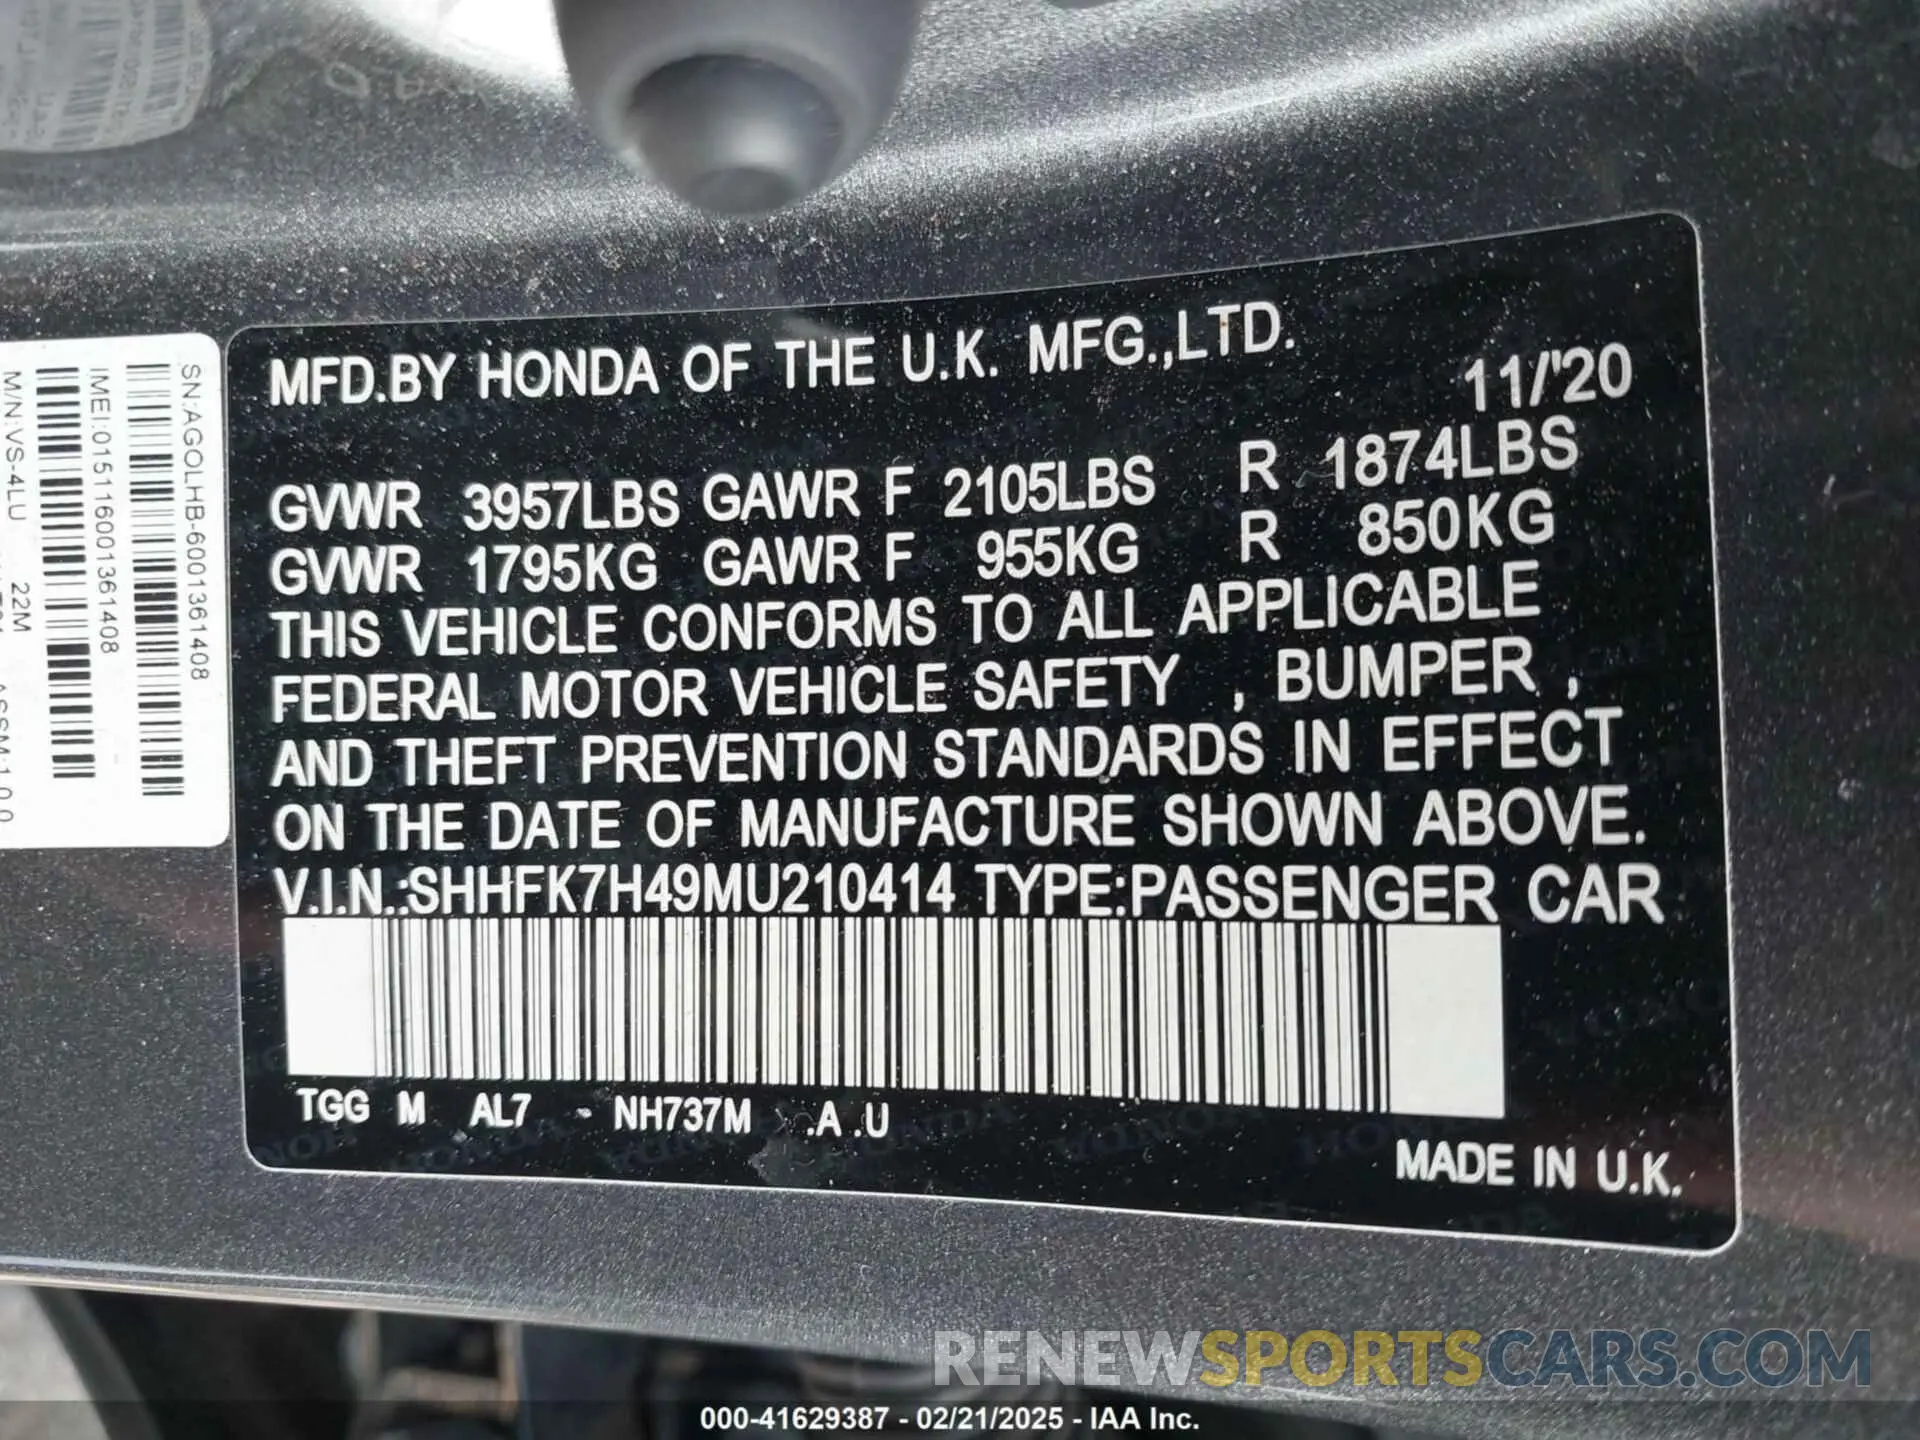 MFD.BY HONDA OF THE U.K. MFG.,LTD.
11/'20
GVWR 3957LBS GAWR F 2105LBS R 1874LBS
GVWR 1795KG GAWR F 955KG R 850KG
THIS VEHICLE CONFORMS TO ALL APPLICABLE
FEDERAL MOTOR VEHICLE SAFETY , BUMPER ,
AND THEFT PREVENTION STANDARDS IN EFFECT
ON THE DATE OF MANUFACTURE SHOWN ABOVE.
V.I.N.:SHHFK7H49MU210414 TYPE:PASSENGER CAR
TGG M AL7 - NH737M .A .U
MADE IN U.K.
SN:AGOLHB-6001361408
IMEI:015116001361408
M/N:VS-4LU 22M
RENEWSPORTSCARS.COM
000-41629387 - 02/21/2025 - IAA Inc.